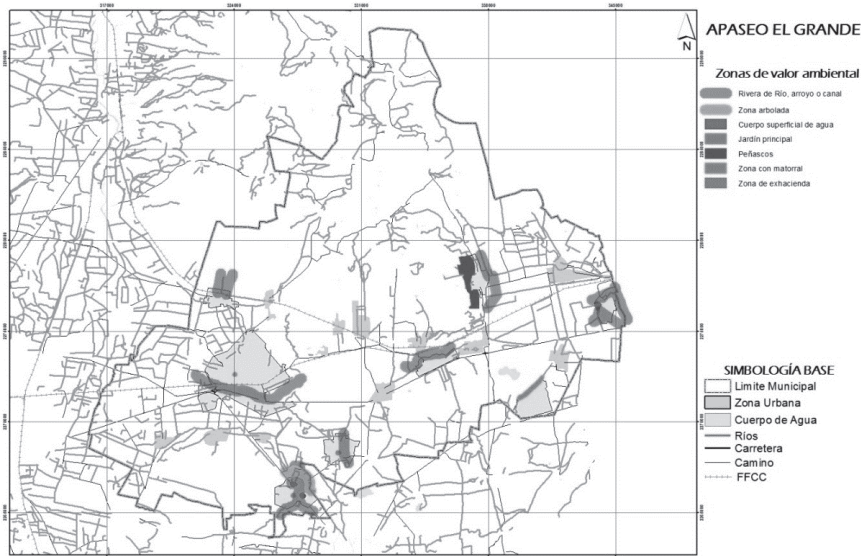 N
APASEO EL GRANDE
Zonas de valor ambiental
Rivera de Río, arroyo o canal
Zona arbolada
Cuerpo superficial de agua
Jardín principal
Peñascos
Zona con matorral
Zona de exhacienda
SIMBOLOGÍA BASE
Limite Municipal
Zona Urbana
Cuerpo de Agua
Ríos
Carretera
Camino
FFCC